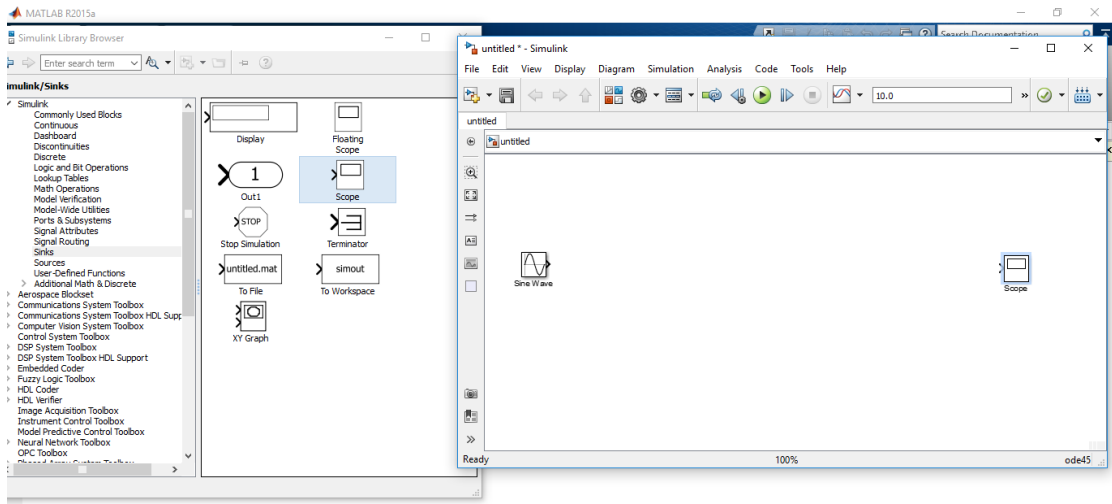 MATLAB R2015a
Search Documentation
Simulink Library Browser
Enter search term
imulink/Sinks
Simulink
Commonly Used Blocks
Continuous
Dashboard
Discontinuities
Discrete
Logic and Bit Operations
Lookup Tables
Math Operations
Model Verification
Model-Wide Utilities
Ports & Subsystems
Signal Attributes
Signal Routing
Sinks
Sources
User-Defined Functions
Additional Math & Discrete
Aerospace Blockset
Communications System Toolbox
Communications System Toolbox HDL Supp
Computer Vision System Toolbox
Control System Toolbox
DSP System Toolbox
DSP System Toolbox HDL Support
Embedded Coder
Fuzzy Logic Toolbox
HDL Coder
HDL Verifier
Image Acquisition Toolbox
Instrument Control Toolbox
Model Predictive Control Toolbox
Neural Network Toolbox
OPC Toolbox
Phased Array System Toolbox
Display
Floating
Scope
1
Out1
Scope
STOP
Stop Simulation
Terminator
untitled.mat
To File
simout
To Workspace
XY Graph
untitled * - Simulink
File Edit View Display Diagram Simulation Analysis Code Tools Help
10.0
untitled
untitled
Sine Wave
Scope
Ready 100% ode45